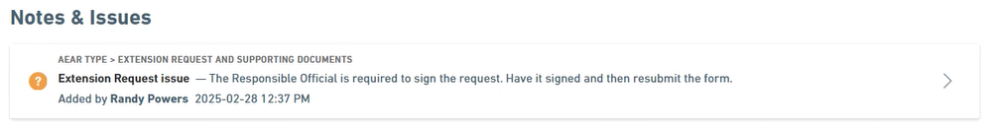 Notes & Issues
AEAR TYPE > EXTENSION REQUEST AND SUPPORTING DOCUMENTS
? Extension Request issue — The Responsible Official is required to sign the request. Have it signed and then resubmit the form.
Added by Randy Powers 2025-02-28 12:37 PM